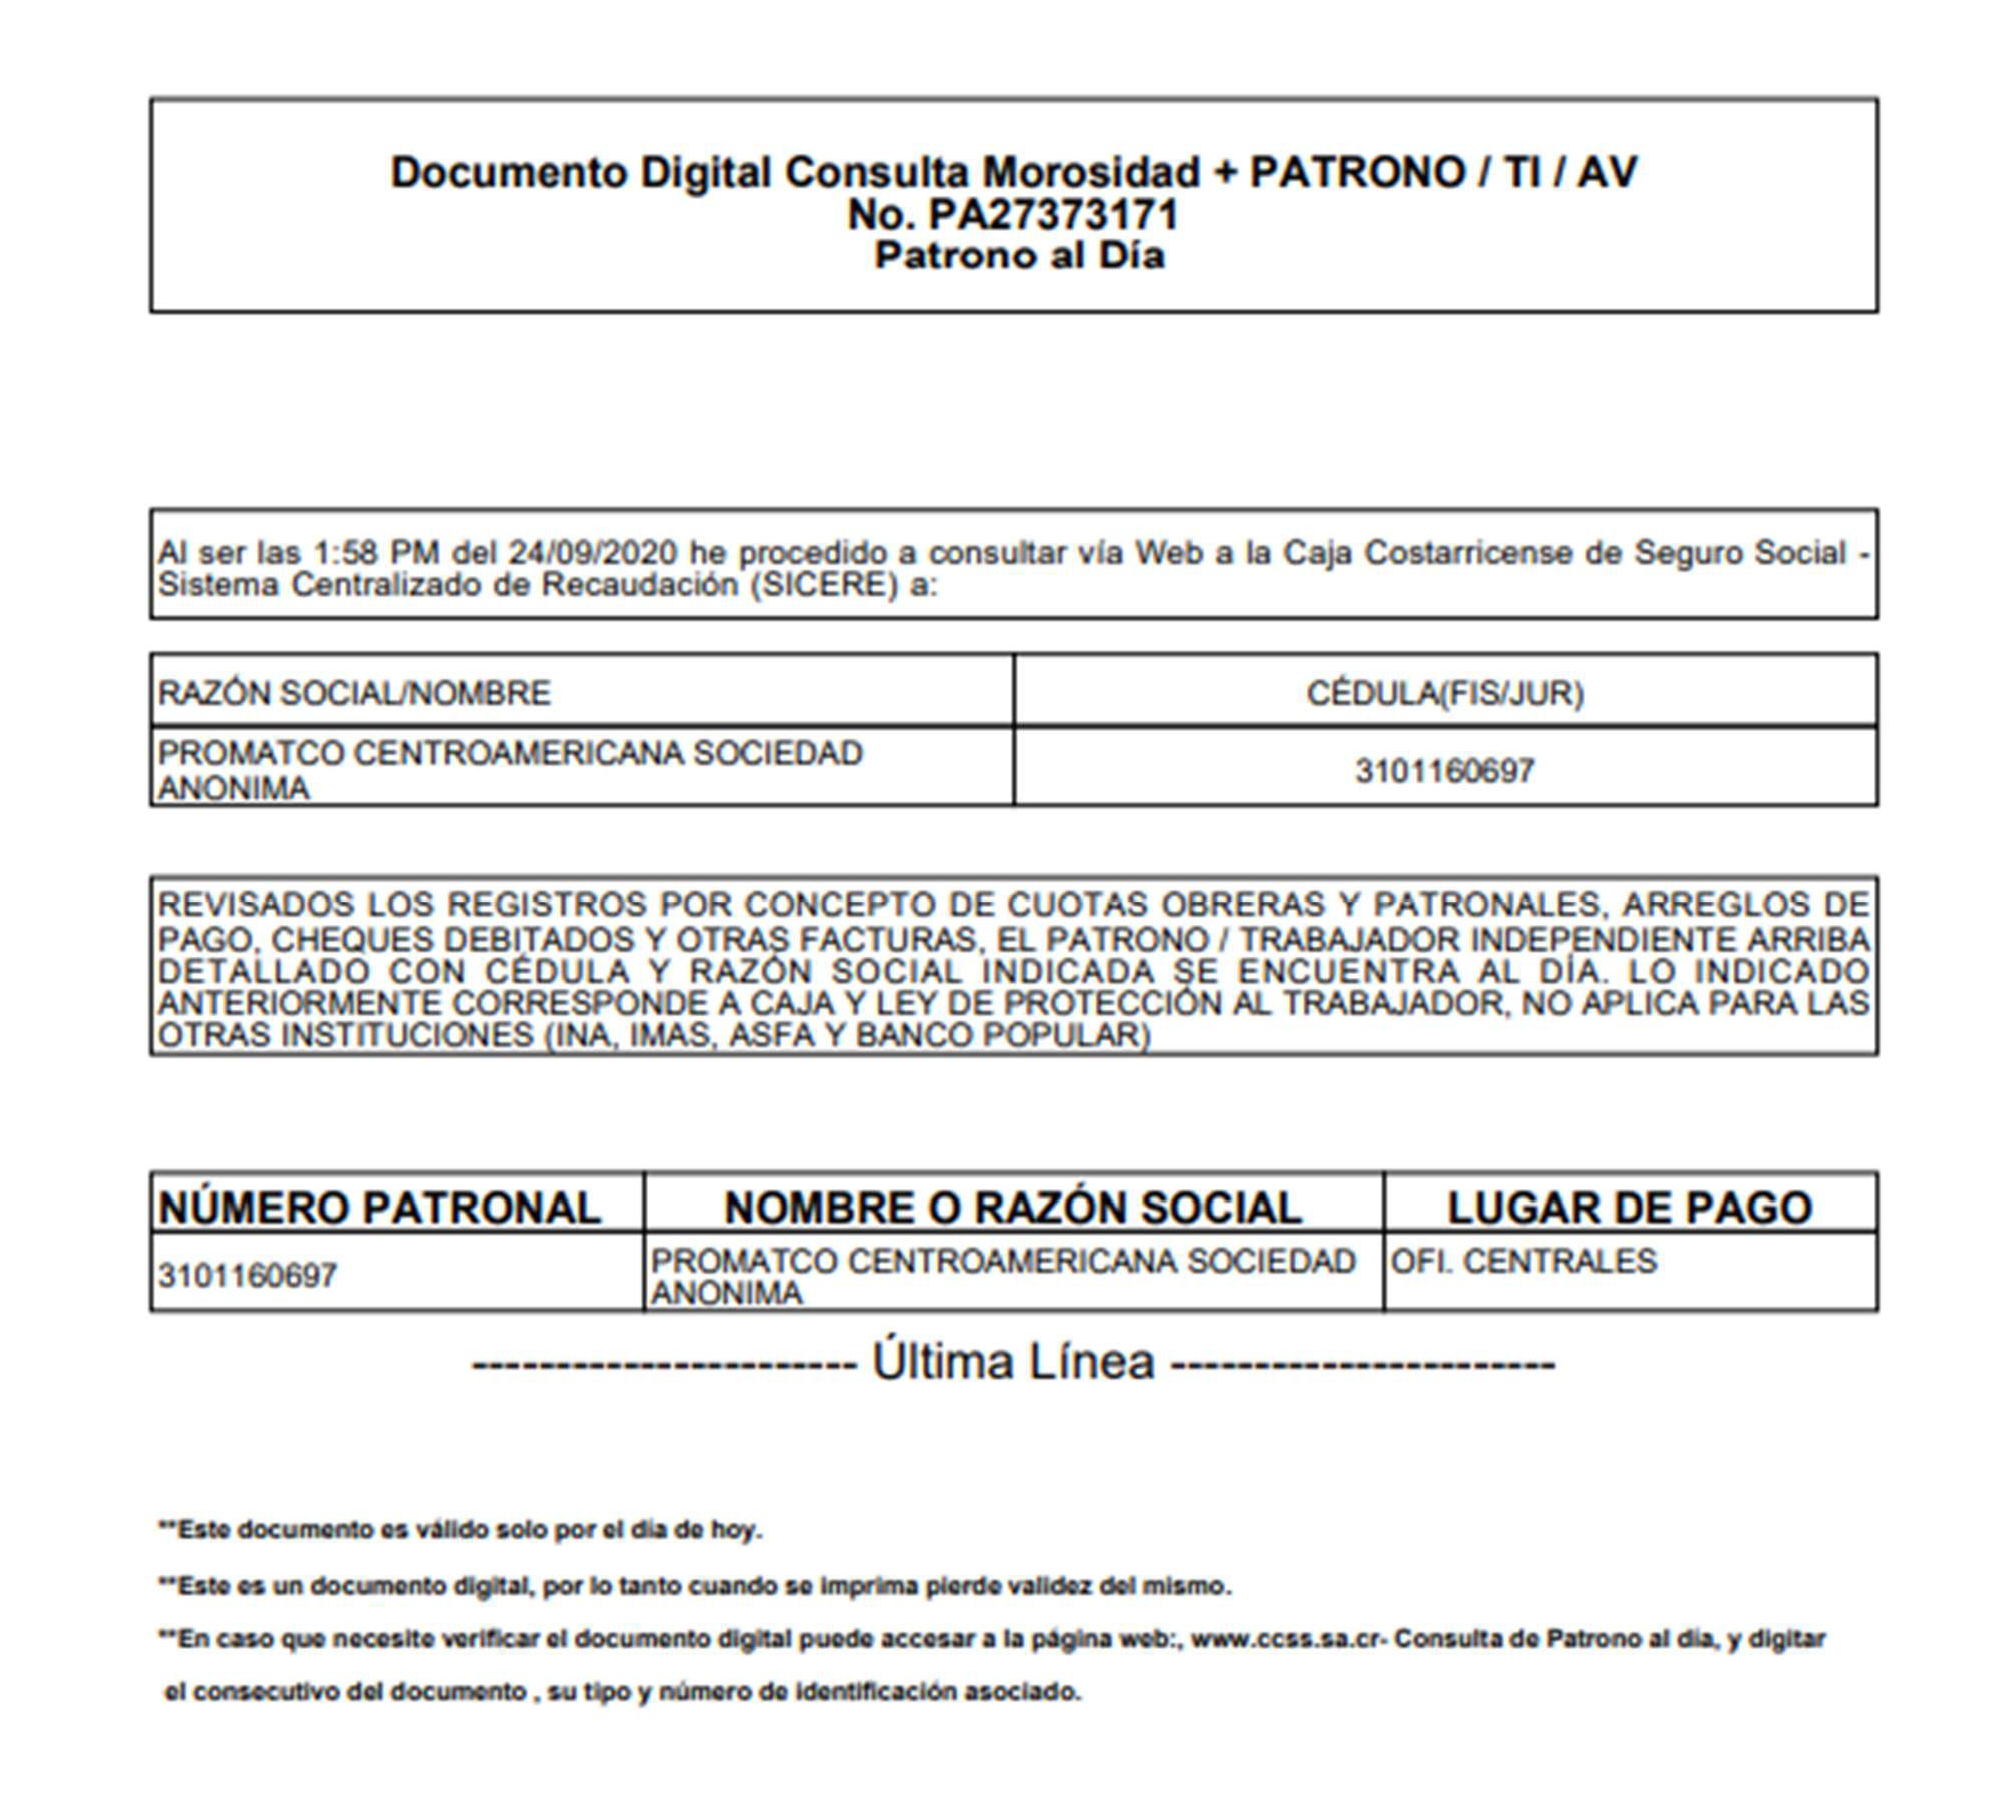 Documento Digital Consulta Morosidad + PATRONO / TI / AV
No. PA27373171
Patrono al Día
Al ser las 1:58 PM del 24/09/2020 he procedido a consultar vía Web a la Caja Costarricense de Seguro Social -
Sistema Centralizado de Recaudación (SICERE) a:
RAZÓN SOCIAL/NOMBRE CÉDULA(FIS/JUR)
PROMATCO CENTROAMERICANA SOCIEDAD
ANONIMA 3101160697
REVISADOS LOS REGISTROS POR CONCEPTO DE CUOTAS OBRERAS Y PATRONALES, ARREGLOS DE
PAGO, CHEQUES DEBITADOS Y OTRAS FACTURAS, EL PATRONO / TRABAJADOR INDEPENDIENTE ARRIBA
DETALLADO CON CÉDULA Y RAZÓN SOCIAL INDICADA SE ENCUENTRA AL DÍA. LO INDICADO
ANTERIORMENTE CORRESPONDE A CAJA Y LEY DE PROTECCIÓN AL TRABAJADOR, NO APLICA PARA LAS
OTRAS INSTITUCIONES (INA, IMAS, ASFA Y BANCO POPULAR)
NÚMERO PATRONAL NOMBRE O RAZÓN SOCIAL LUGAR DE PAGO
3101160697 PROMATCO CENTROAMERICANA SOCIEDAD OFI. CENTRALES
ANONIMA
----------------------- Última Línea -----------------------
**Este documento es válido solo por el día de hoy.
**Este es un documento digital, por lo tanto cuando se imprima pierde validez del mismo.
**En caso que necesite verificar el documento digital puede accesar a la página web:, www.ccss.sa.cr- Consulta de Patrono al día, y digitar
el consecutivo del documento , su tipo y número de identificación asociado.